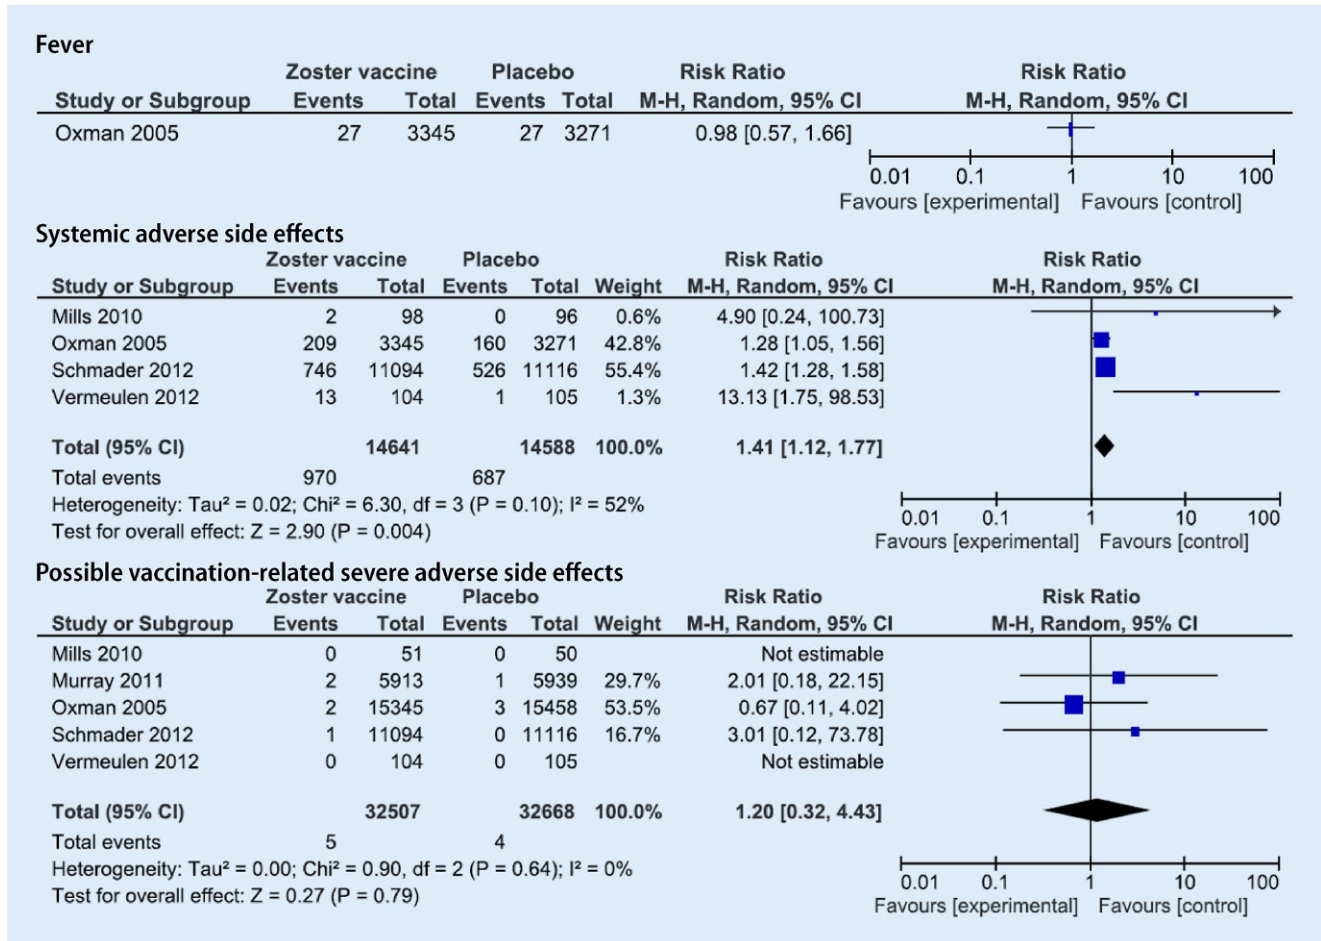 Fever
Zoster vaccine Placebo Risk Ratio Risk Ratio
Study or Subgroup Events Total Events Total M-H, Random, 95% CI M-H, Random, 95% CI
Oxman 2005 27 3345 27 3271 0.98 [0.57, 1.66]
0.01 0.1 1 10 100
Favours [experimental] Favours [control]
Systemic adverse side effects
Zoster vaccine Placebo Risk Ratio Risk Ratio
Study or Subgroup Events Total Events Total Weight M-H, Random, 95% CI M-H, Random, 95% CI
Mills 2010 2 98 0 96 0.6% 4.90 [0.24, 100.73]
Oxman 2005 209 3345 160 3271 42.8% 1.28 [1.05, 1.56]
Schmader 2012 746 11094 526 11116 55.4% 1.42 [1.28, 1.58]
Vermeulen 2012 13 104 1 105 1.3% 13.13 [1.75, 98.53]
Total (95% CI) 14641 14588 100.0% 1.41 [1.12, 1.77]
Total events 970 687
Heterogeneity: Tau² = 0.02; Chi² = 6.30, df = 3 (P = 0.10); I² = 52%
Test for overall effect: Z = 2.90 (P = 0.004)
0.01 0.1 1 10 100
Favours [experimental] Favours [control]
Possible vaccination-related severe adverse side effects
Zoster vaccine Placebo Risk Ratio Risk Ratio
Study or Subgroup Events Total Events Total Weight M-H, Random, 95% CI M-H, Random, 95% CI
Mills 2010 0 51 0 50 Not estimable
Murray 2011 2 5913 1 5939 29.7% 2.01 [0.18, 22.15]
Oxman 2005 2 15345 3 15458 53.5% 0.67 [0.11, 4.02]
Schmader 2012 1 11094 0 11116 16.7% 3.01 [0.12, 73.78]
Vermeulen 2012 0 104 0 105 Not estimable
Total (95% CI) 32507 32668 100.0% 1.20 [0.32, 4.43]
Total events 5 4
Heterogeneity: Tau² = 0.00; Chi² = 0.90, df = 2 (P = 0.64); I² = 0%
Test for overall effect: Z = 0.27 (P = 0.79)
0.01 0.1 1 10 100
Favours [experimental] Favours [control]